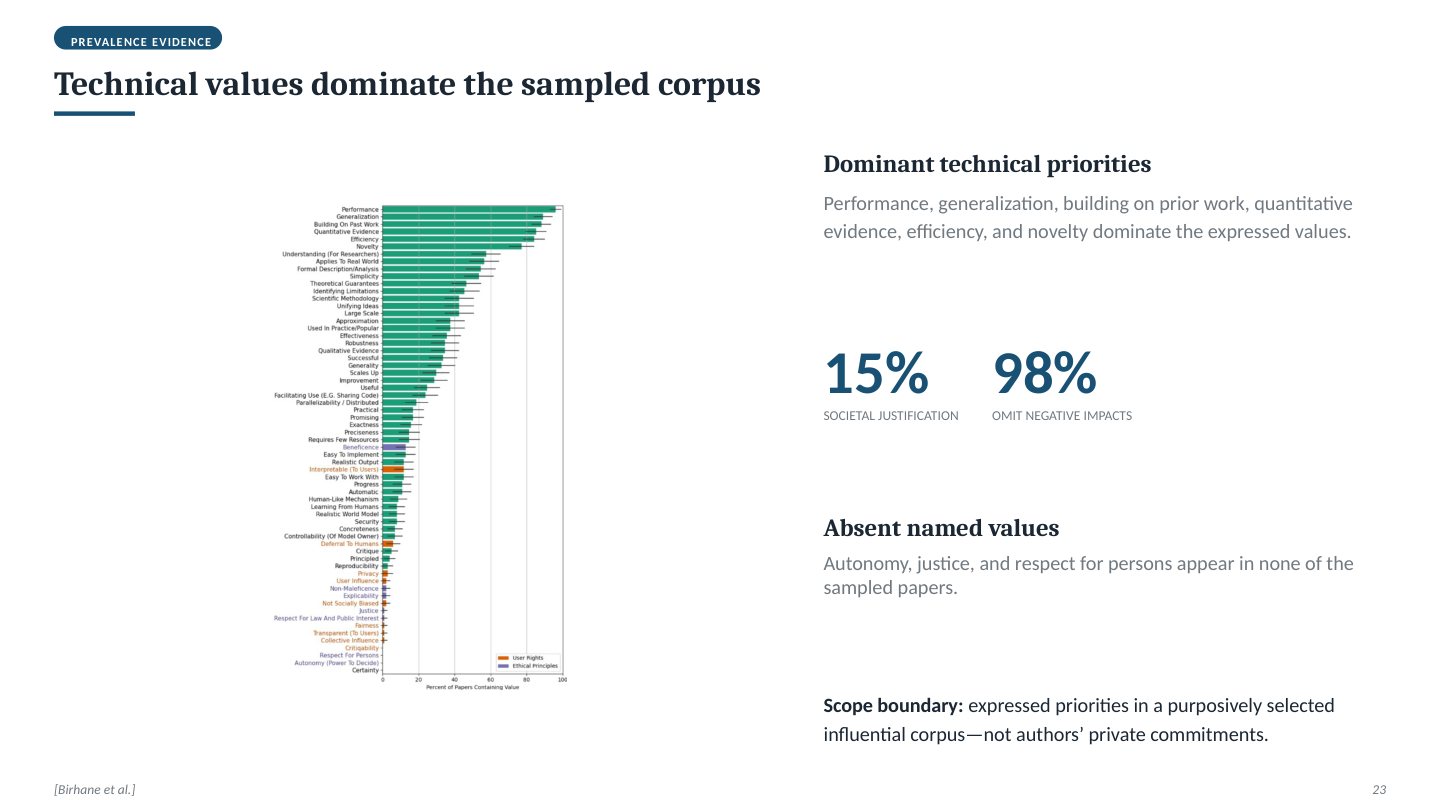 PREVALENCE EVIDENCE
Technical values dominate the sampled corpus
Performance
Generalization
Building On Past Work
Quantitative Evidence
Efficiency
Novelty
Understanding (For Researchers)
Applies To Real World
Formal Description/Analysis
Simplicity
Theoretical Guarantees
Identifying Limitations
Scientific Methodology
Unifying Ideas
Large Scale
Approximation
Used In Practice/Popular
Effectiveness
Robustness
Qualitative Evidence
Successful
Generality
Scales Up
Improvement
Useful
Facilitating Use (E.G. Sharing Code)
Parallelizability / Distributed
Practical
Promising
Exactness
Preciseness
Requires Few Resources
Beneficence
Easy To Implement
Realistic Output
Interpretable (To Users)
Easy To Work With
Progress
Automatic
Human-Like Mechanism
Learning From Humans
Realistic World Model
Security
Concreteness
Controllability (Of Model Owner)
Deferral To Humans
Critique
Principled
Reproducibility
Privacy
User Influence
Non-Maleficence
Explicability
Not Socially Biased
Justice
Respect For Law And Public Interest
Fairness
Transparent (To Users)
Collective Influence
Critiqability
Respect For Persons
Autonomy (Power To Decide)
Certainty
User Rights
Ethical Principles
0 20 40 60 80 100
Percent of Papers Containing Value
Dominant technical priorities
Performance, generalization, building on prior work, quantitative
evidence, efficiency, and novelty dominate the expressed values.
15% 98%
SOCIETAL JUSTIFICATION OMIT NEGATIVE IMPACTS
Absent named values
Autonomy, justice, and respect for persons appear in none of the
sampled papers.
Scope boundary: expressed priorities in a purposively selected
influential corpus—not authors’ private commitments.
[Birhane et al.]
23